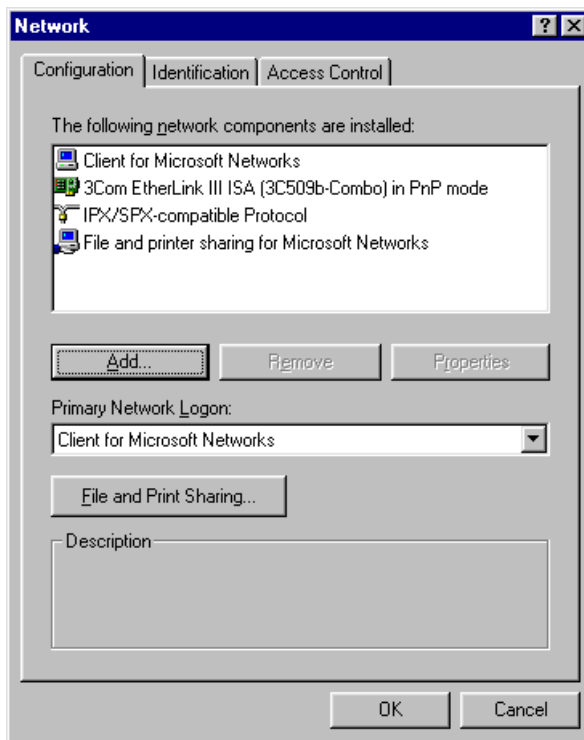 Network
Configuration Identification Access Control
The following network components are installed:
Client for Microsoft Networks
3Com EtherLink III ISA (3C509b-Combo) in PnP mode
IPX/SPX-compatible Protocol
File and printer sharing for Microsoft Networks
Add... Remove Properties
Primary Network Logon:
Client for Microsoft Networks
File and Print Sharing...
Description
OK Cancel